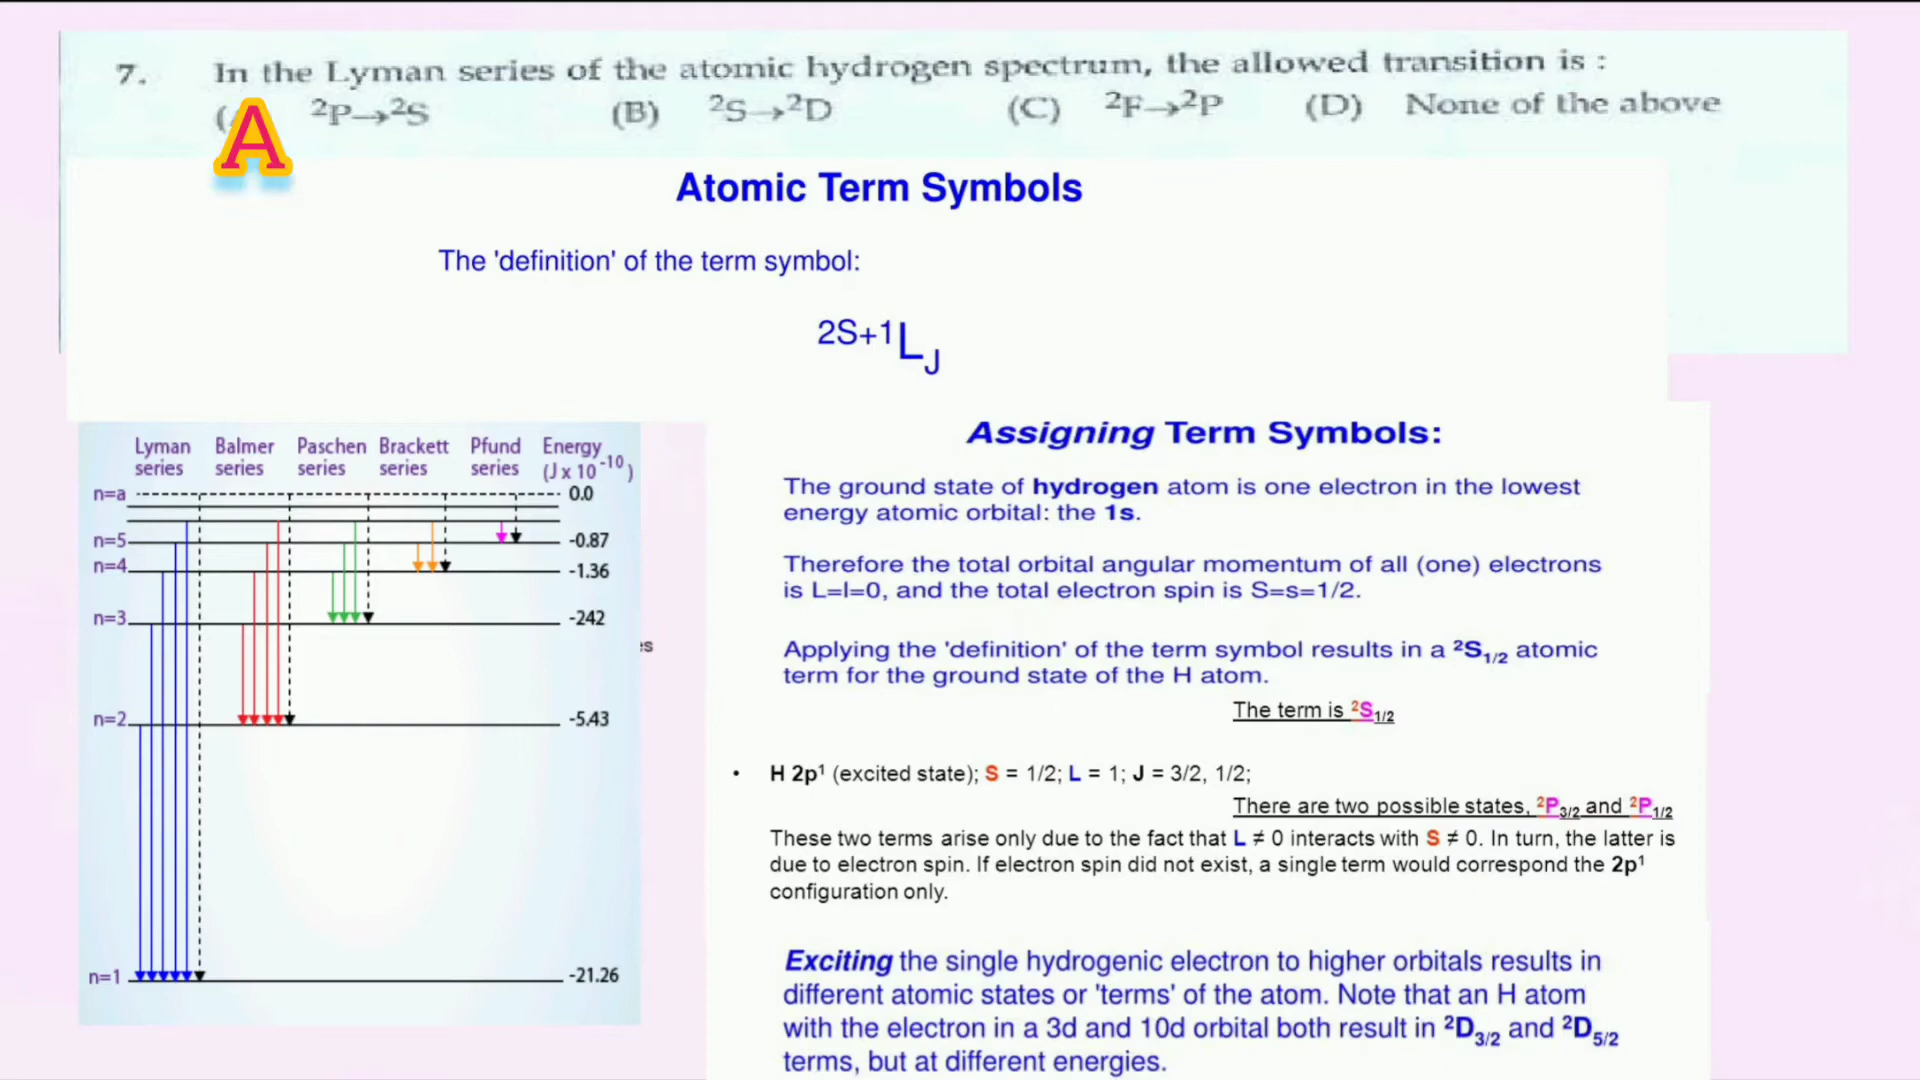 7. In the Lyman series of the atomic hydrogen spectrum, the allowed transition is :
(A ²P→²S (B) ²S→²D (C) ²F→²P (D) None of the above
Atomic Term Symbols
The 'definition' of the term symbol:
2S+1LJ
Lyman series Balmer series Paschen series Brackett series Pfund series Energy (J x 10⁻¹⁰)
n=a 0.0
n=5 -0.87
n=4 -1.36
n=3 -242
n=2 -5.43
n=1 -21.26
es
Assigning Term Symbols:
The ground state of hydrogen atom is one electron in the lowest
energy atomic orbital: the 1s.
Therefore the total orbital angular momentum of all (one) electrons
is L=l=0, and the total electron spin is S=s=1/2.
Applying the 'definition' of the term symbol results in a ²S1/2 atomic
term for the ground state of the H atom.
The term is ²S1/2
• H 2p¹ (excited state); S = 1/2; L = 1; J = 3/2, 1/2;
There are two possible states, ²P3/2 and ²P1/2
These two terms arise only due to the fact that L ≠ 0 interacts with S ≠ 0. In turn, the latter is
due to electron spin. If electron spin did not exist, a single term would correspond the 2p¹
configuration only.
Exciting the single hydrogenic electron to higher orbitals results in
different atomic states or 'terms' of the atom. Note that an H atom
with the electron in a 3d and 10d orbital both result in ²D3/2 and ²D5/2
terms, but at different energies.